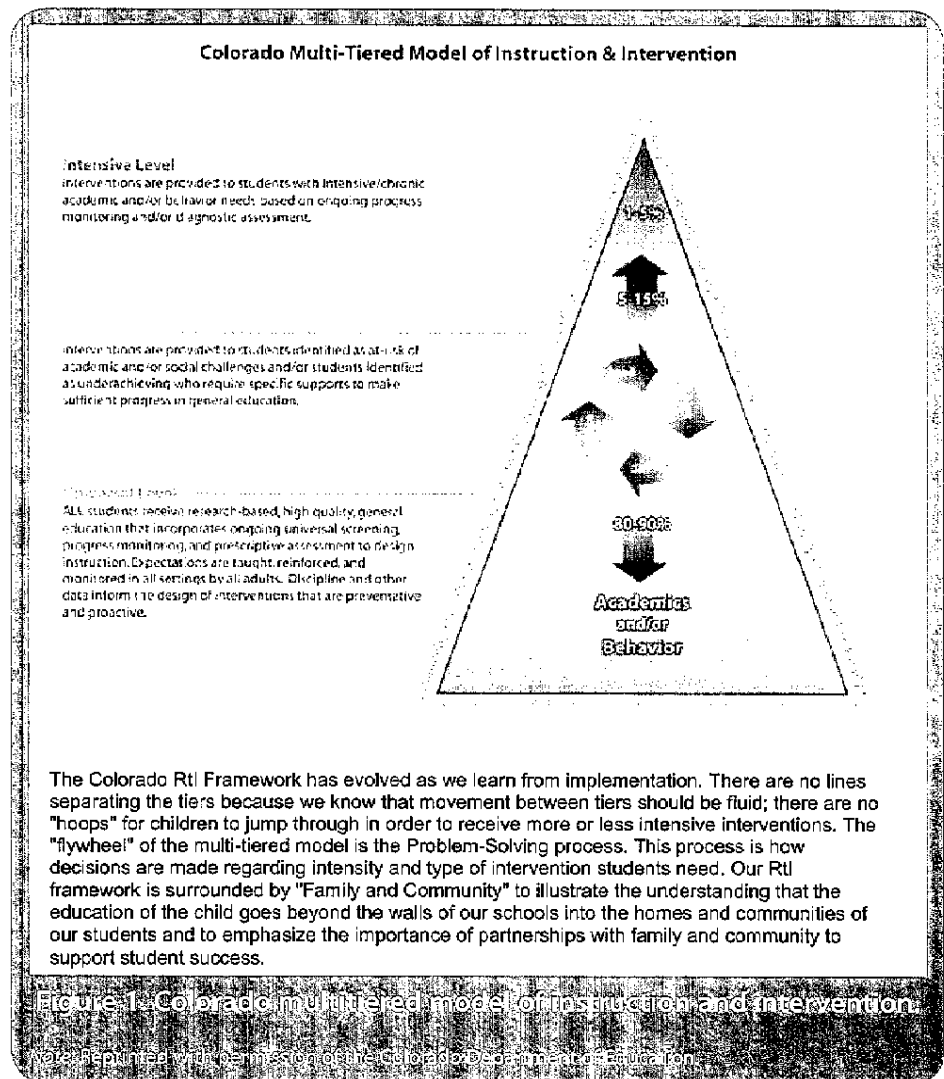 Colorado Multi-Tiered Model of Instruction & Intervention
Intensive Level
Interventions are provided to students with intensive/chronic
academic and/or behavior needs based on ongoing progress
monitoring and/or diagnostic assessment.
1-5%
5-15%
Interventions are provided to students identified as at-risk of
academic and/or social challenges and/or students identified
as underachieving who require specific supports to make
sufficient progress in general education.
Level
ALL students receive research-based, high quality, general
education that incorporates ongoing universal screening,
progress monitoring, and prescriptive assessment to design
instruction. Expectations are taught, reinforced, and
monitored in all settings by all adults. Discipline and other
data inform the design of interventions that are preventative
and proactive.
80-90%
Academics
and/or
Behavior
The Colorado RtI Framework has evolved as we learn from implementation. There are no lines
separating the tiers because we know that movement between tiers should be fluid; there are no
"hoops" for children to jump through in order to receive more or less intensive interventions. The
"flywheel" of the multi-tiered model is the Problem-Solving process. This process is how
decisions are made regarding intensity and type of intervention students need. Our RtI
framework is surrounded by "Family and Community" to illustrate the understanding that the
education of the child goes beyond the walls of our schools into the homes and communities of
our students and to emphasize the importance of partnerships with family and community to
support student success.
Figure 1. Colorado multitiered model of instruction and intervention
Note. Reprinted with permission of the Colorado Department of Education.